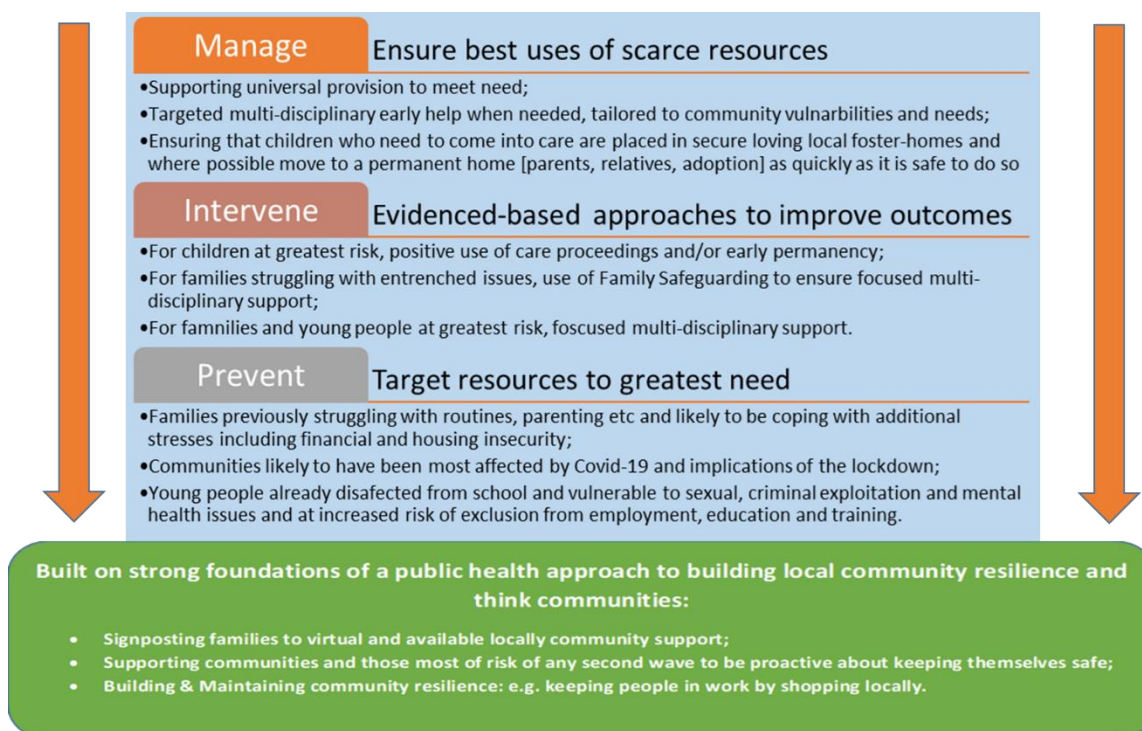 Manage Ensure best uses of scarce resources
•Supporting universal provision to meet need;
•Targeted multi-disciplinary early help when needed, tailored to community vulnarbilities and needs;
•Ensuring that children who need to come into care are placed in secure loving local foster-homes and
where possible move to a permanent home [parents, relatives, adoption] as quickly as it is safe to do so
Intervene Evidenced-based approaches to improve outcomes
•For children at greatest risk, positive use of care proceedings and/or early permanency;
•For families struggling with entrenched issues, use of Family Safeguarding to ensure focused multi-
disciplinary support;
•For famnilies and young people at greatest risk, foscused multi-disciplinary support.
Prevent Target resources to greatest need
•Families previously struggling with routines, parenting etc and likely to be coping with additional
stresses including financial and housing insecurity;
•Communities likely to have been most affected by Covid-19 and implications of the lockdown;
•Young people already disafected from school and vulnerable to sexual, criminal exploitation and mental
health issues and at increased risk of exclusion from employment, education and training.
Built on strong foundations of a public health approach to building local community resilience and
think communities:
• Signposting families to virtual and available locally community support;
• Supporting communities and those most of risk of any second wave to be proactive about keeping themselves safe;
• Building & Maintaining community resilience: e.g. keeping people in work by shopping locally.